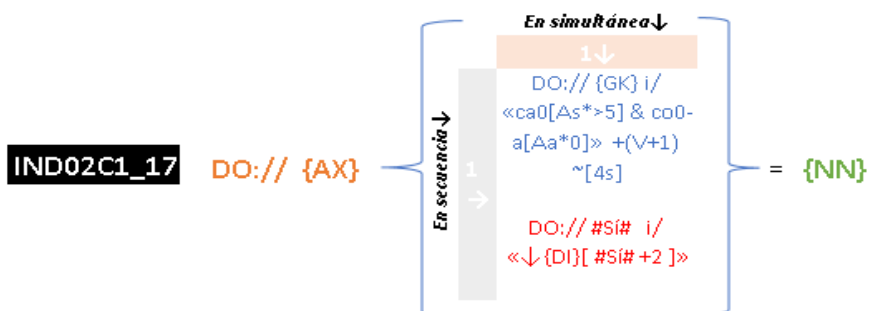 En simultánea↓
1↓
En secuencia↓
1
→
DO:// {GK} i/
«ca0[As*>5] & co0-
a[Aa*0]» +(V+1)
~[4s]
IND02C1_17
DO:// {AX}
= {NN}
DO:// #Sí# i/
«↓{DI}[ #Sí#+2 ]»